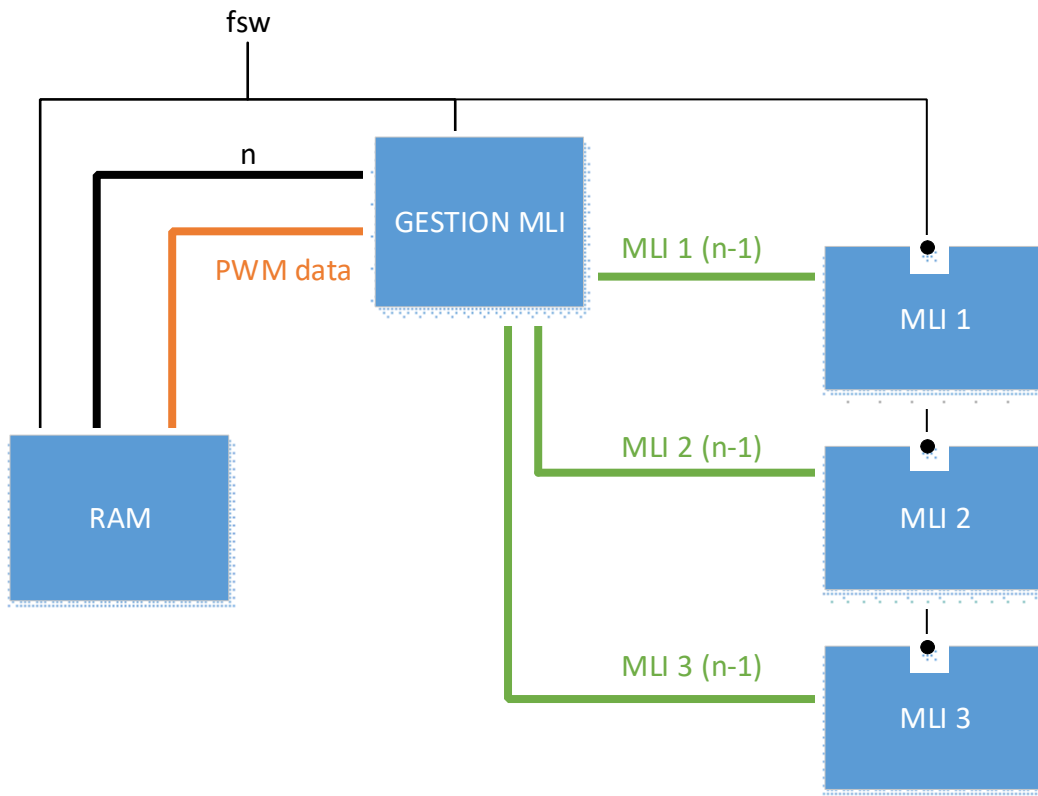 fsw
n
GESTION MLI
PWM data
MLI 1 (n-1)
MLI 1
MLI 2 (n-1)
RAM
MLI 2
MLI 3 (n-1)
MLI 3